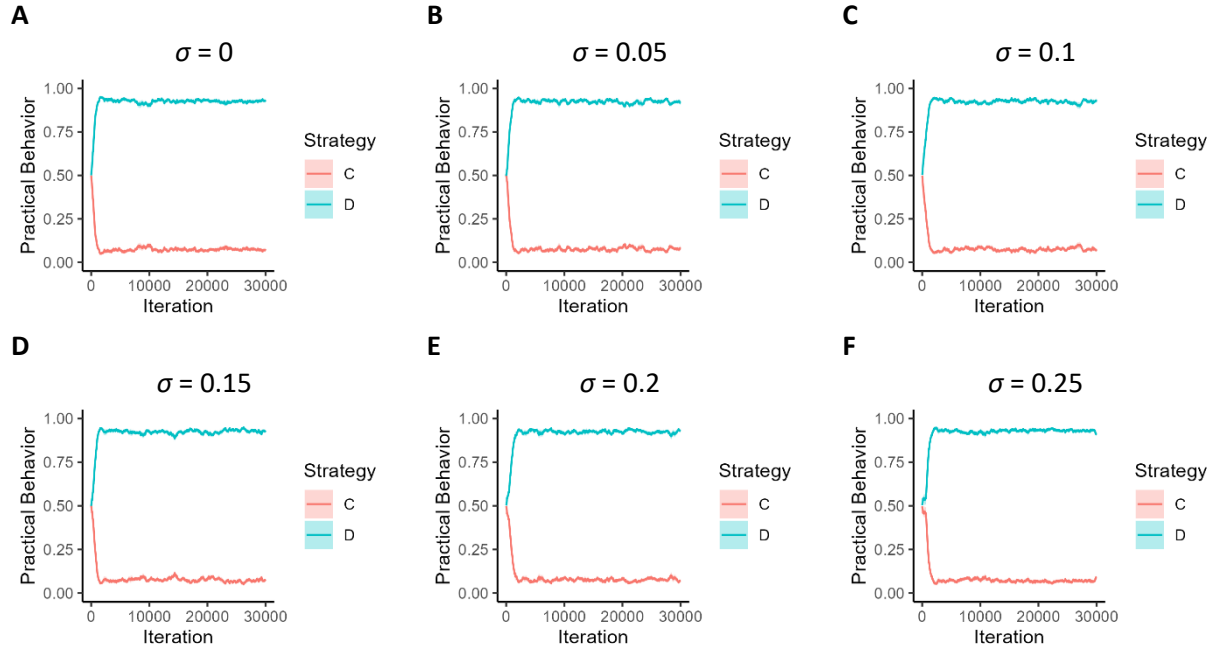 A
σ = 0
1.00
0.75
0.50
0.25
0.00
Practical Behavior
0 10000 20000 30000
Iteration
Strategy
C
D
B
σ = 0.05
1.00
0.75
0.50
0.25
0.00
Practical Behavior
0 10000 20000 30000
Iteration
Strategy
C
D
C
σ = 0.1
1.00
0.75
0.50
0.25
0.00
Practical Behavior
0 10000 20000 30000
Iteration
Strategy
C
D
D
σ = 0.15
1.00
0.75
0.50
0.25
0.00
Practical Behavior
0 10000 20000 30000
Iteration
Strategy
C
D
E
σ = 0.2
1.00
0.75
0.50
0.25
0.00
Practical Behavior
0 10000 20000 30000
Iteration
Strategy
C
D
F
σ = 0.25
1.00
0.75
0.50
0.25
0.00
Practical Behavior
0 10000 20000 30000
Iteration
Strategy
C
D